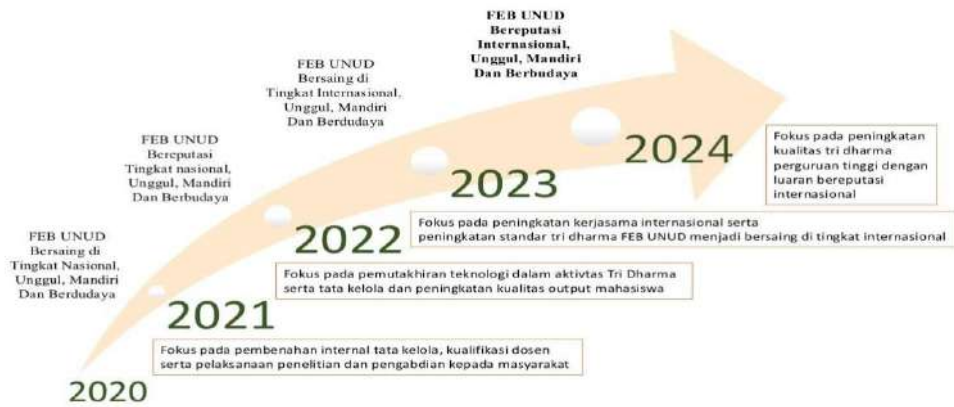 FEB UNUD
Bereputasi
Internasional,
Unggul, Mandiri
Dan Berbudaya
FEB UNUD
Bersaing di
Tingkat Internasional,
Unggul, Mandiri
Dan Berdudaya
FEB UNUD
Bereputasi
Tingkat nasional,
Unggul, Mandiri
Dan Berbudaya
FEB UNUD
Bersaing di
Tingkat Nasional,
Unggul, Mandiri
Dan Berdudaya
2024
Fokus pada peningkatan
kualitas tri dharma
perguruan tinggi dengan
luaran bereputasi
internasional
2023
Fokus pada peningkatan kerjasama internasional serta
peningkatan standar tri dharma FEB UNUD menjadi bersaing di tingkat internasional
2022
Fokus pada pemutakhiran teknologi dalam aktivtas Tri Dharma
serta tata kelola dan peningkatan kualitas output mahasiswa
2021
Fokus pada pembenahan internal tata kelola, kualifikasi dosen
serta pelaksanaan penelitian dan pengabdian kepada masyarakat
2020